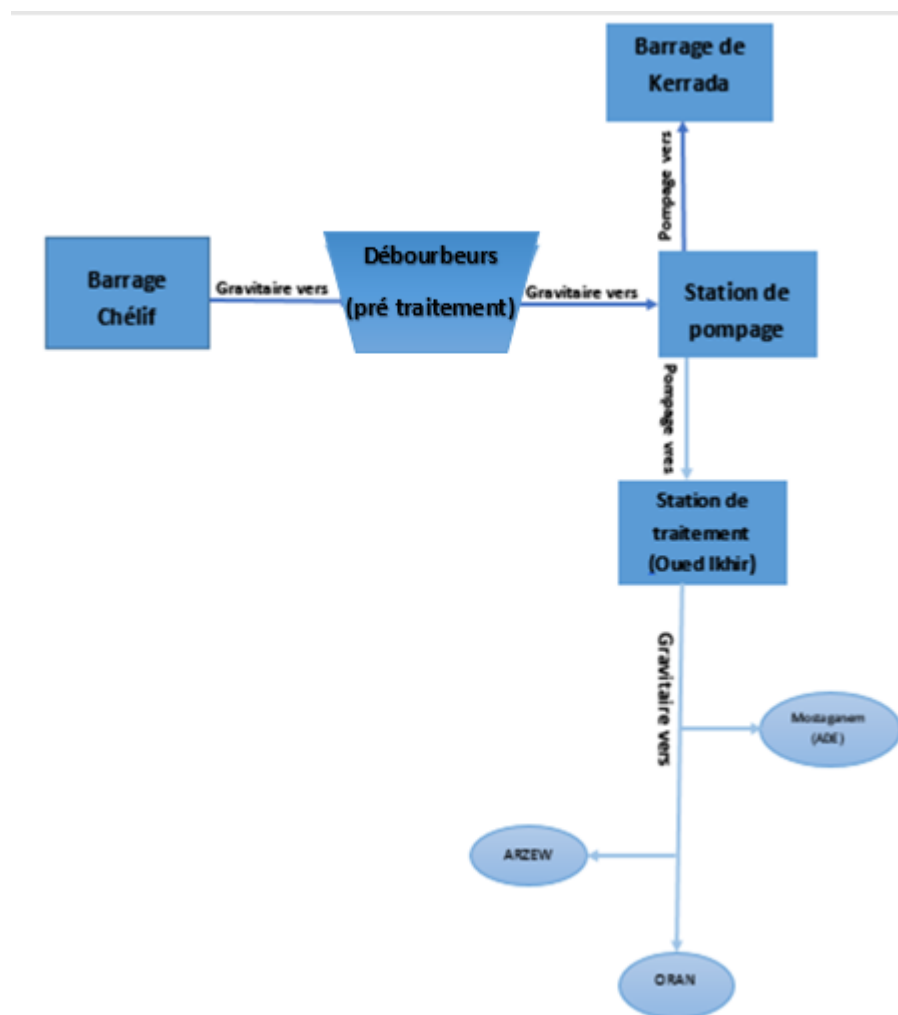 Barrage de
Kerrada
Pompage vers
Barrage
Chélif
Gravitaire vers
Débourbeurs
(pré traitement)
Gravitaire vers
Station de
pompage
Pompage vres
Station de
traitement
(Oued Ikhir)
Gravitaire vers
Mostaganem
(ADE)
ARZEW
ORAN